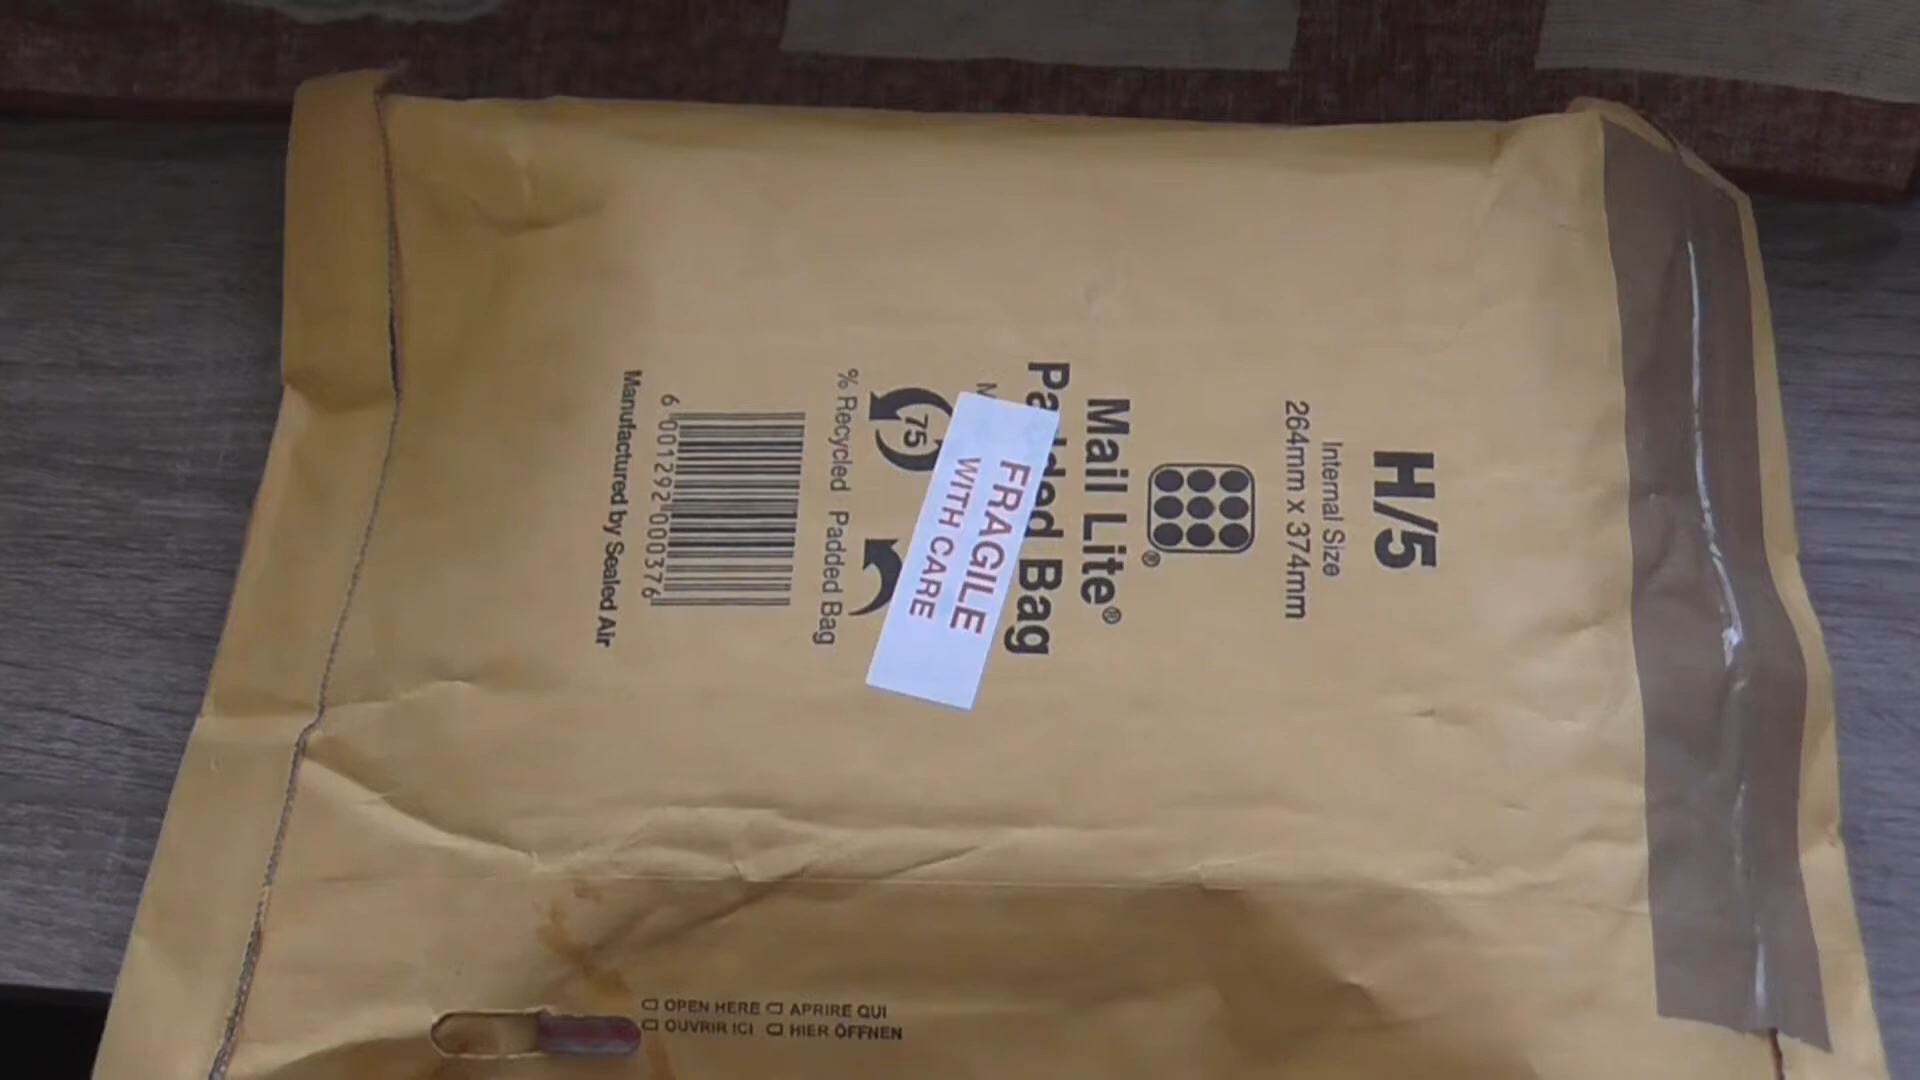 H/5
Internal Size
264mm x 374mm
Mail Lite®
Padded Bag
FRAGILE
WITH CARE
75
% Recycled Padded Bag
6 001292 000376
Manufactured by Sealed Air
OPEN HERE APRIRE QUI
OUVRIR ICI HIER ÖFFNEN